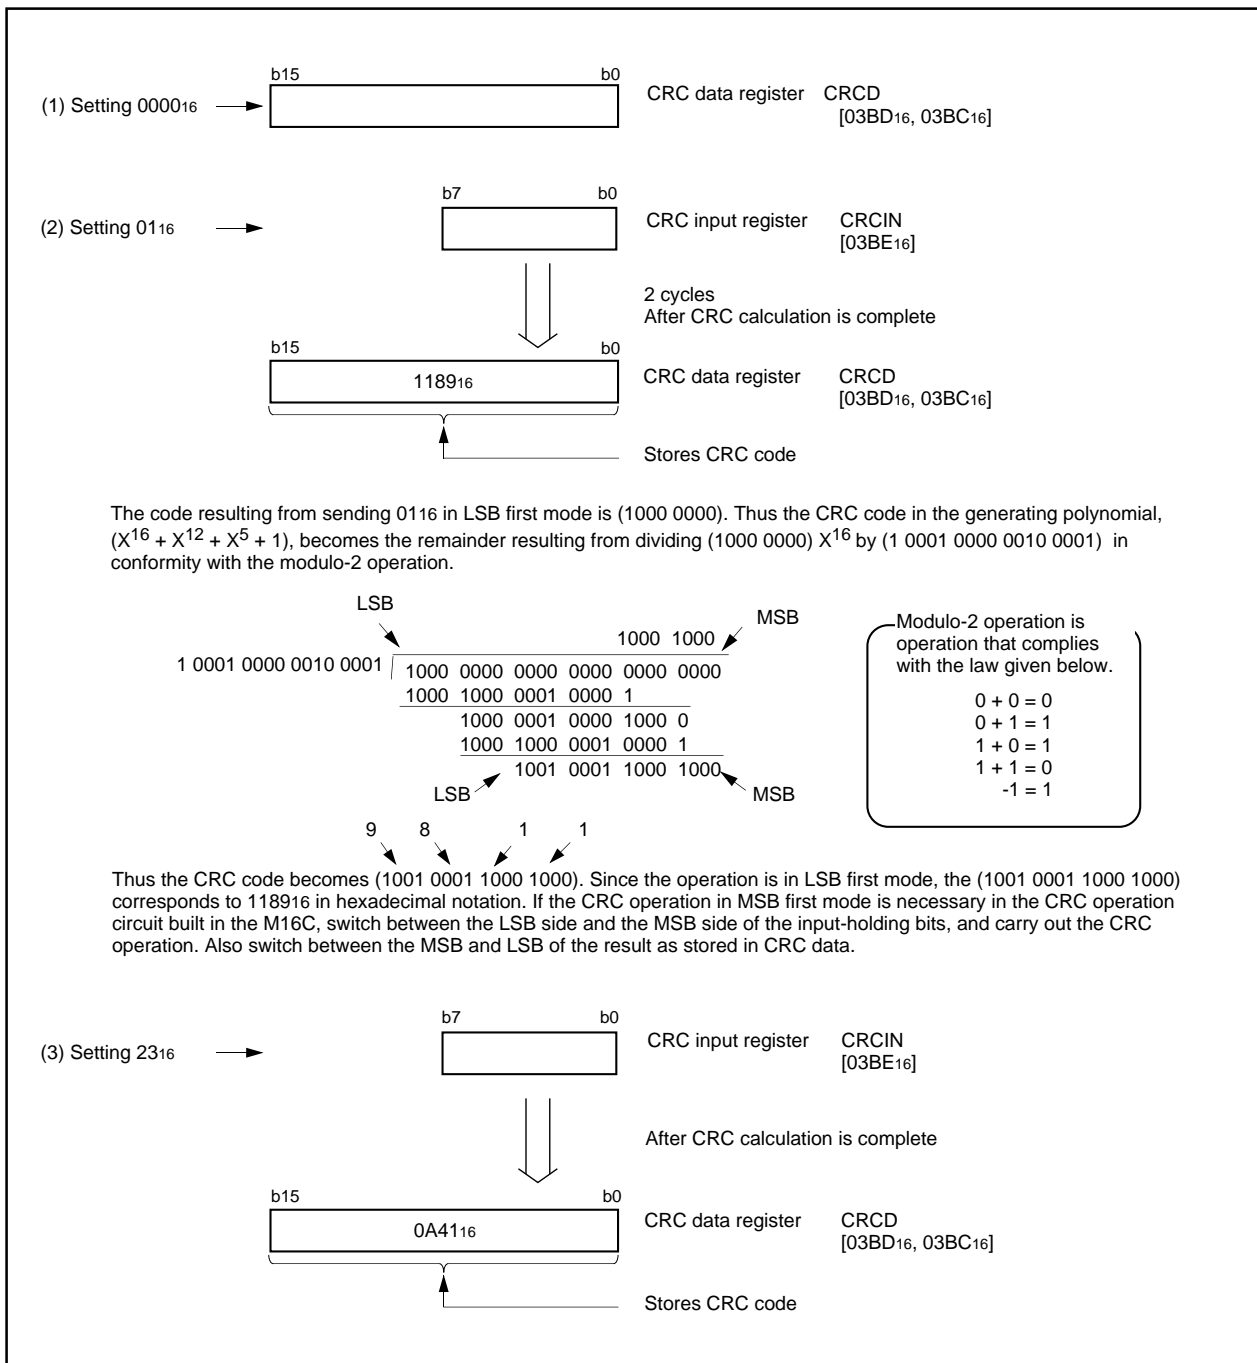 b15 b0
(1) Setting 0000₁₆ CRC data register CRCD
[03BD₁₆, 03BC₁₆]
b7 b0
(2) Setting 01₁₆ CRC input register CRCIN
[03BE₁₆]
2 cycles
After CRC calculation is complete
b15 b0
1189₁₆ CRC data register CRCD
[03BD₁₆, 03BC₁₆]
Stores CRC code
The code resulting from sending 01₁₆ in LSB first mode is (1000 0000). Thus the CRC code in the generating polynomial,
(X¹⁶ + X¹² + X⁵ + 1), becomes the remainder resulting from dividing (1000 0000) X¹⁶ by (1 0001 0000 0010 0001) in
conformity with the modulo-2 operation.
LSB MSB
1000 1000
1 0001 0000 0010 0001 1000 0000 0000 0000 0000 0000
1000 1000 0001 0000 1
1000 0001 0000 1000 0
1000 1000 0001 0000 1
1001 0001 1000 1000
LSB MSB
Modulo-2 operation is
operation that complies
with the law given below.
0 + 0 = 0
0 + 1 = 1
1 + 0 = 1
1 + 1 = 0
-1 = 1
9 8 1 1
Thus the CRC code becomes (1001 0001 1000 1000). Since the operation is in LSB first mode, the (1001 0001 1000 1000)
corresponds to 1189₁₆ in hexadecimal notation. If the CRC operation in MSB first mode is necessary in the CRC operation
circuit built in the M16C, switch between the LSB side and the MSB side of the input-holding bits, and carry out the CRC
operation. Also switch between the MSB and LSB of the result as stored in CRC data.
b7 b0
(3) Setting 23₁₆ CRC input register CRCIN
[03BE₁₆]
After CRC calculation is complete
b15 b0
0A41₁₆ CRC data register CRCD
[03BD₁₆, 03BC₁₆]
Stores CRC code